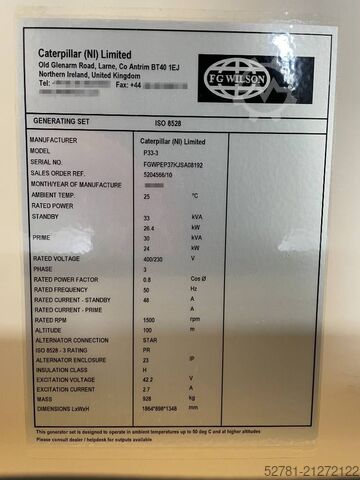 Caterpillar (NI) Limited
Old Glenarm Road, Larne, Co Antrim BT40 1EJ
Northern Ireland, United Kingdom
Tel: Fax: +44
FG WILSON
GENERATING SET ISO 8528
MANUFACTURER Caterpillar (NI) Limited
MODEL P33-3
SERIAL NO. FGWPEP37KJSA08192
SALES ORDER REF. 5204566/10
MONTH/YEAR OF MANUFACTURE
AMBIENT TEMP. 25 °C
RATED POWER
STANDBY 33 kVA
26.4 kW
PRIME 30 kVA
24 kW
RATED VOLTAGE 400/230 V
PHASE 3
RATED POWER FACTOR 0.8 Cos Ø
RATED FREQUENCY 50 Hz
RATED CURRENT - STANDBY 48 A
RATED CURRENT - PRIME A
RATED RPM 1500 rpm
ALTITUDE 100 m
ALTERNATOR CONNECTION STAR
ISO 8528 - 3 RATING PR
ALTERNATOR ENCLOSURE 23 IP
INSULATION CLASS H
EXCITATION VOLTAGE 42.2 V
EXCITATION CURRENT 2.7 A
MASS 928 kg
DIMENSIONS LxWxH 1864*898*1348 mm
This generator set is designed to operate in ambient temperatures up to 50 deg C and at higher altitudes
Please consult dealer / helpdesk for outputs available
52781-21272122